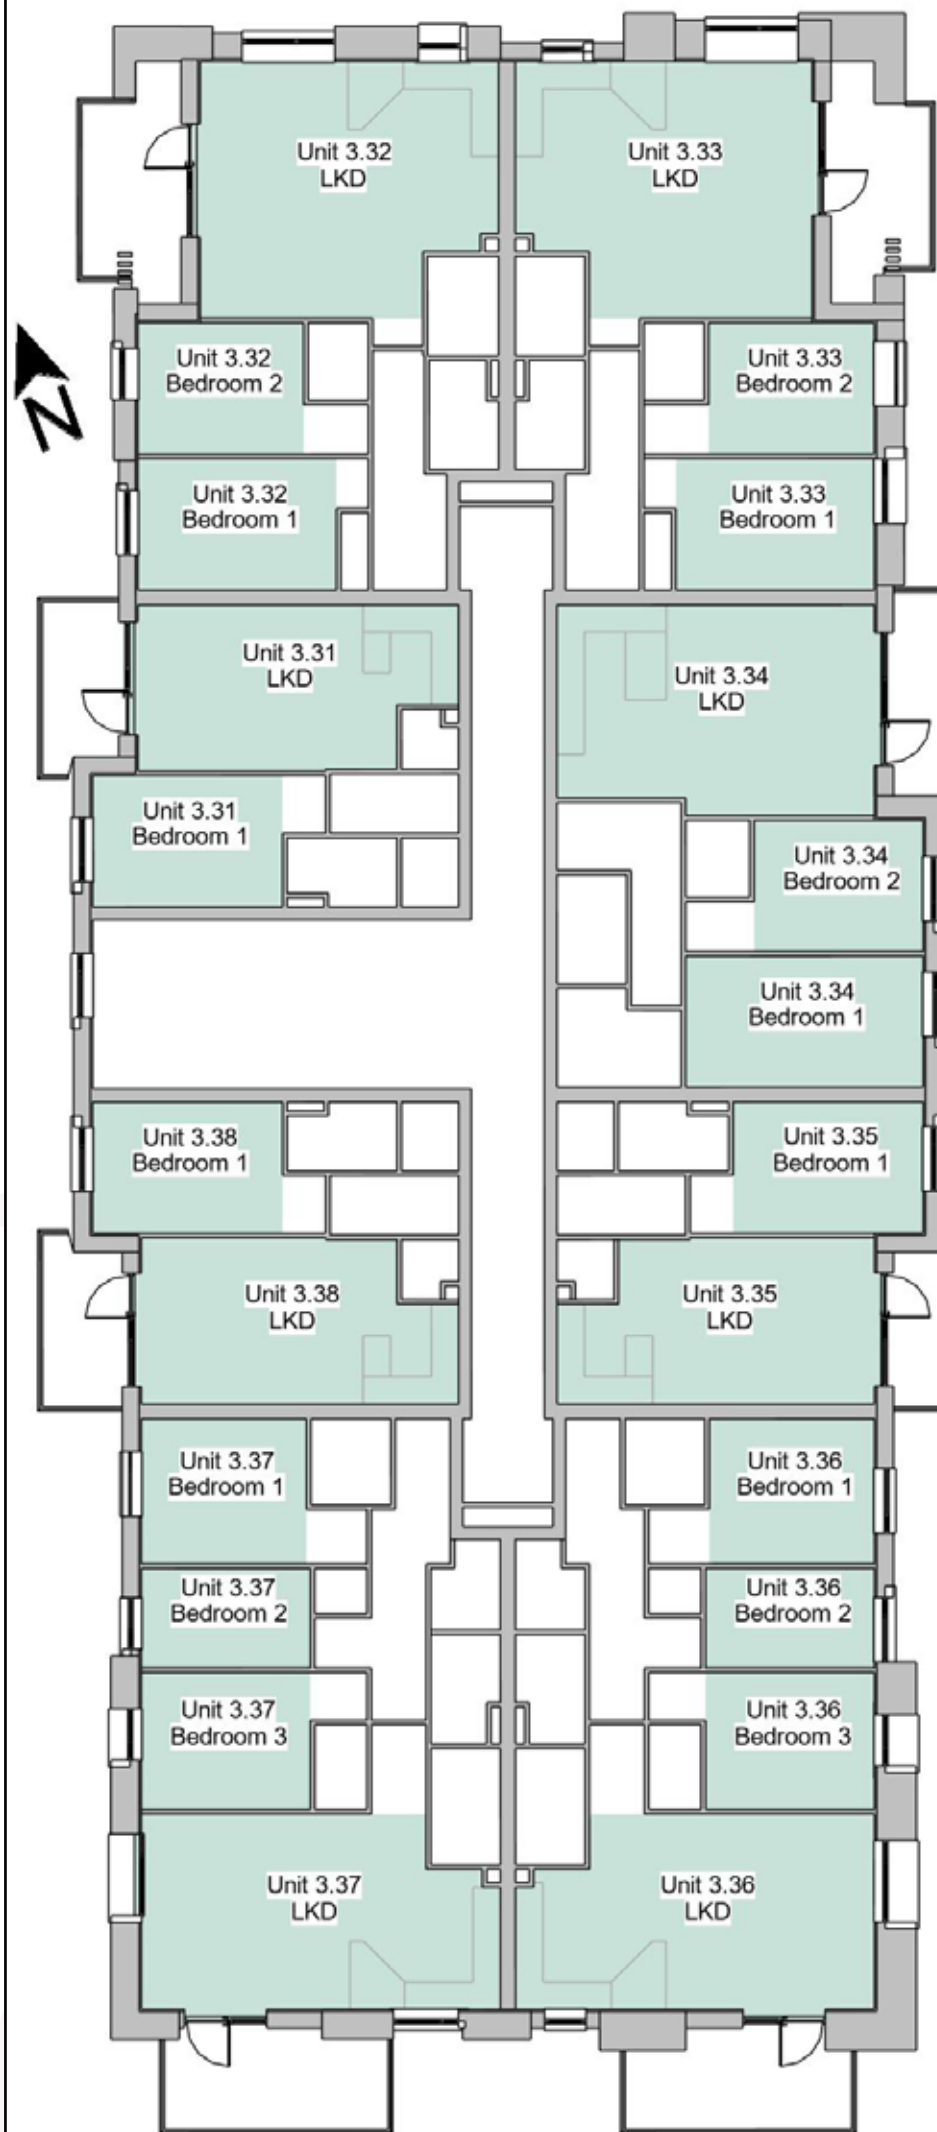 Unit 3.32
LKD
Unit 3.33
LKD
N
Unit 3.32
Bedroom 2
Unit 3.33
Bedroom 2
Unit 3.32
Bedroom 1
Unit 3.33
Bedroom 1
Unit 3.31
LKD
Unit 3.34
LKD
Unit 3.31
Bedroom 1
Unit 3.34
Bedroom 2
Unit 3.34
Bedroom 1
Unit 3.38
Bedroom 1
Unit 3.35
Bedroom 1
Unit 3.38
LKD
Unit 3.35
LKD
Unit 3.37
Bedroom 1
Unit 3.36
Bedroom 1
Unit 3.37
Bedroom 2
Unit 3.36
Bedroom 2
Unit 3.37
Bedroom 3
Unit 3.36
Bedroom 3
Unit 3.37
LKD
Unit 3.36
LKD